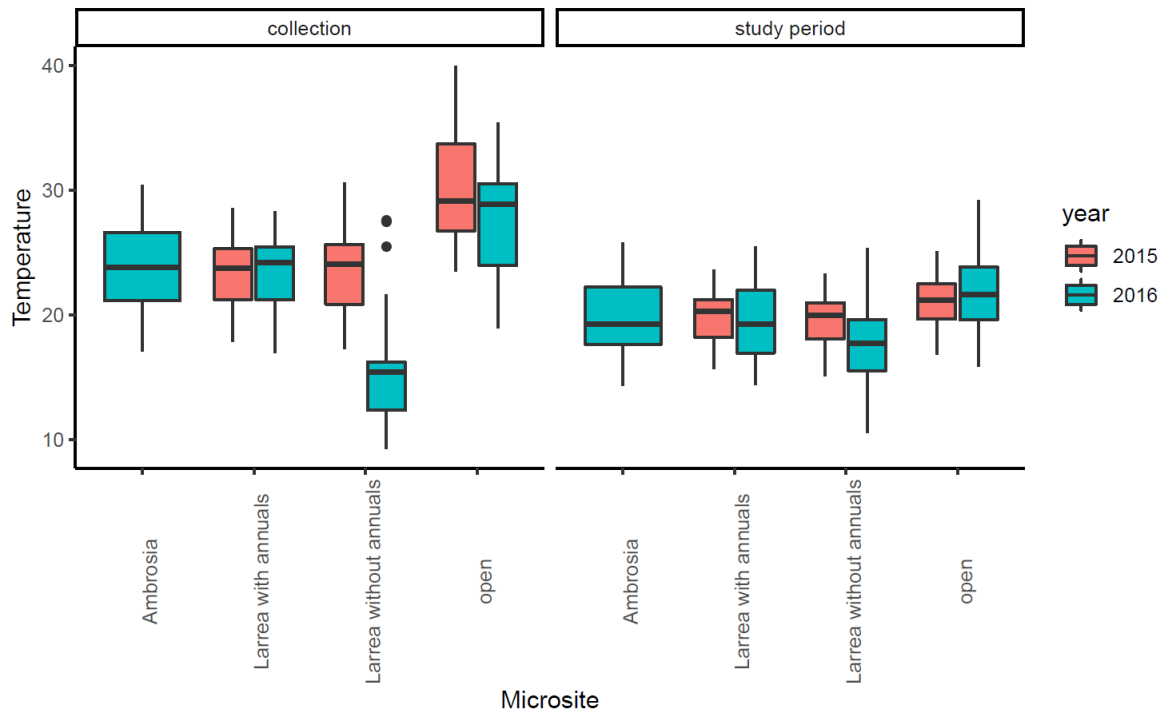 collection
study period
Temperature
40
30
20
10
Ambrosia
Larrea with annuals
Larrea without annuals
open
Ambrosia
Larrea with annuals
Larrea without annuals
open
Microsite
year
2015
2016